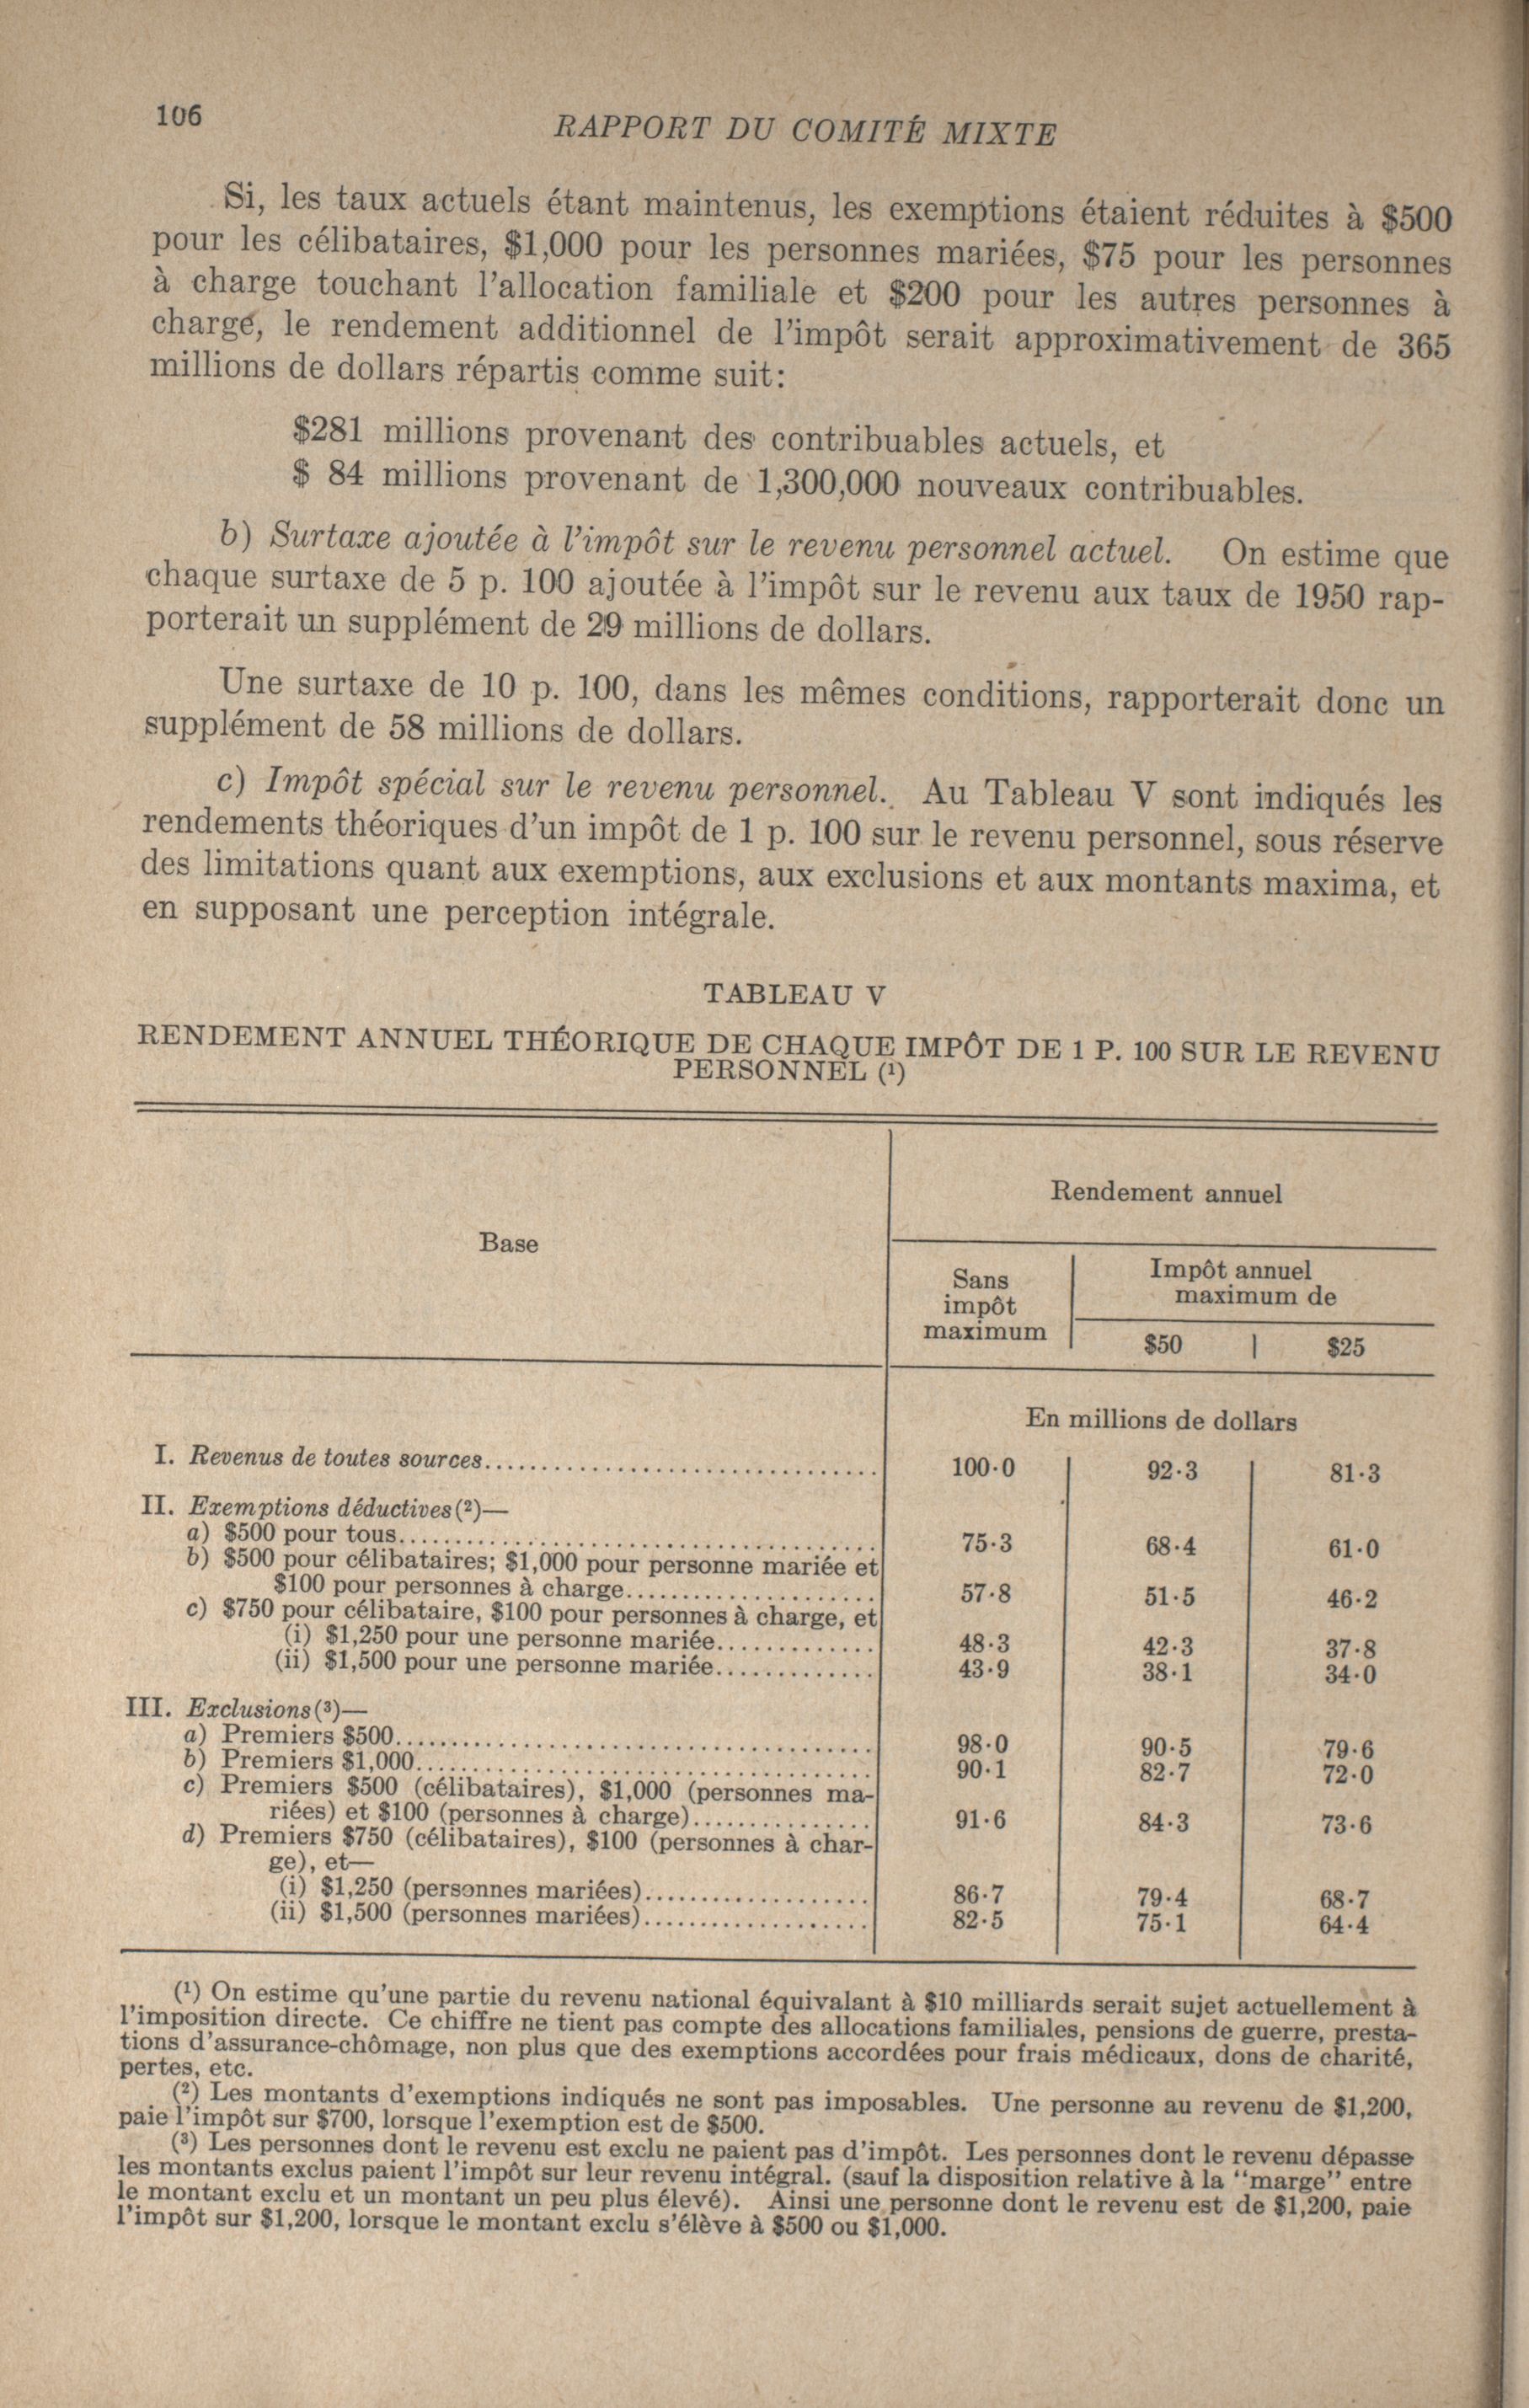 106
RAPPORT DU COMITÉ MIXTE
Si, les taux actuels étant maintenus, les exemptions étaient réduites à $500
pour les célibataires, $1,000 pour les personnes mariées, $75 pour les personnes
à charge touchant l'allocation familiale et $200 pour les autres personnes à
charge, le rendement additionnel de l'impôt serait approximativement de 365
millions de dollars répartis comme suit:
$281 millions provenant des contribuables actuels, et
$ 84 millions provenant de 1,300,000 nouveaux contribuables.
b) Surtaxe ajoutée à l'impôt sur le revenu personnel actuel. On estime que
chaque surtaxe de 5 p. 100 ajoutée à l'impôt sur le revenu aux taux de 1950 rap-
porterait un supplément de 29 millions de dollars.
Une surtaxe de 10 p. 100, dans les mêmes conditions, rapporterait donc un
supplément de 58 millions de dollars.
c) Impôt spécial sur le revenu personnel. Au Tableau V sont indiqués les
rendements théoriques d'un impôt de 1 p. 100 sur le revenu personnel, sous réserve
des limitations quant aux exemptions, aux exclusions et aux montants maxima, et
en supposant une perception intégrale.
TABLEAU V
RENDEMENT ANNUEL THÉORIQUE DE CHAQUE IMPÔT DE 1 P. 100 SUR LE REVENU
PERSONNEL (¹)
Base
Rendement annuel
Sans
impôt
maximum
Impôt annuel
maximum de
$50 $25
En millions de dollars
I. Revenus de toutes sources 100·0 92·3 81·3
II. Exemptions déductives(²)—
a) $500 pour tous 75·3 68·4 61·0
b) $500 pour célibataires; $1,000 pour personne mariée et
$100 pour personnes à charge 57·8 51·5 46·2
c) $750 pour célibataire, $100 pour personnes à charge, et
(i) $1,250 pour une personne mariée 48·3 42·3 37·8
(ii) $1,500 pour une personne mariée 43·9 38·1 34·0
III. Exclusions(³)—
a) Premiers $500 98·0 90·5 79·6
b) Premiers $1,000 90·1 82·7 72·0
c) Premiers $500 (célibataires), $1,000 (personnes ma-
riées) et $100 (personnes à charge) 91·6 84·3 73·6
d) Premiers $750 (célibataires), $100 (personnes à char-
ge), et—
(i) $1,250 (personnes mariées) 86·7 79·4 68·7
(ii) $1,500 (personnes mariées) 82·5 75·1 64·4
(¹) On estime qu'une partie du revenu national équivalant à $10 milliards serait sujet actuellement à
l'imposition directe. Ce chiffre ne tient pas compte des allocations familiales, pensions de guerre, presta-
tions d'assurance-chômage, non plus que des exemptions accordées pour frais médicaux, dons de charité,
pertes, etc.
(²) Les montants d'exemptions indiqués ne sont pas imposables. Une personne au revenu de $1,200,
paie l'impôt sur $700, lorsque l'exemption est de $500.
(³) Les personnes dont le revenu est exclu ne paient pas d'impôt. Les personnes dont le revenu dépasse
les montants exclus paient l'impôt sur leur revenu intégral. (sauf la disposition relative à la "marge" entre
le montant exclu et un montant un peu plus élevé). Ainsi une personne dont le revenu est de $1,200, paie
l'impôt sur $1,200, lorsque le montant exclu s'élève à $500 ou $1,000.